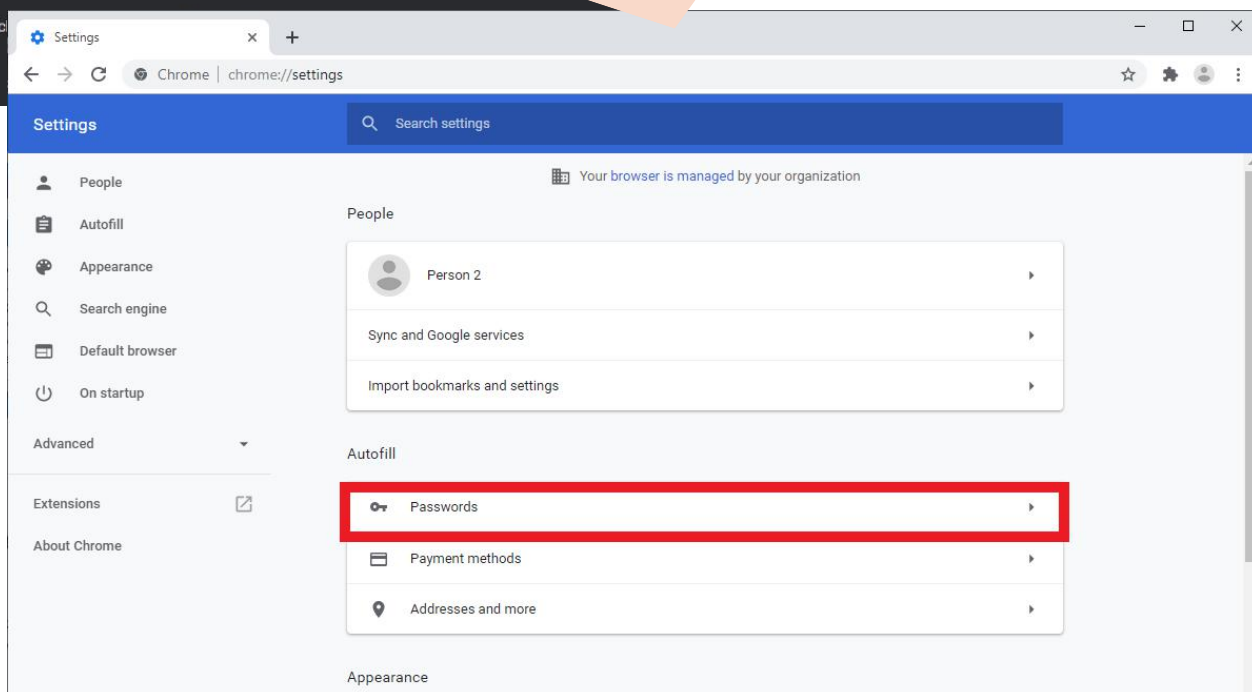 Settings
Chrome | chrome://settings
Settings
Search settings
People
Autofill
Appearance
Search engine
Default browser
On startup
Advanced
Extensions
About Chrome
Your browser is managed by your organization
People
Person 2
Sync and Google services
Import bookmarks and settings
Autofill
Passwords
Payment methods
Addresses and more
Appearance